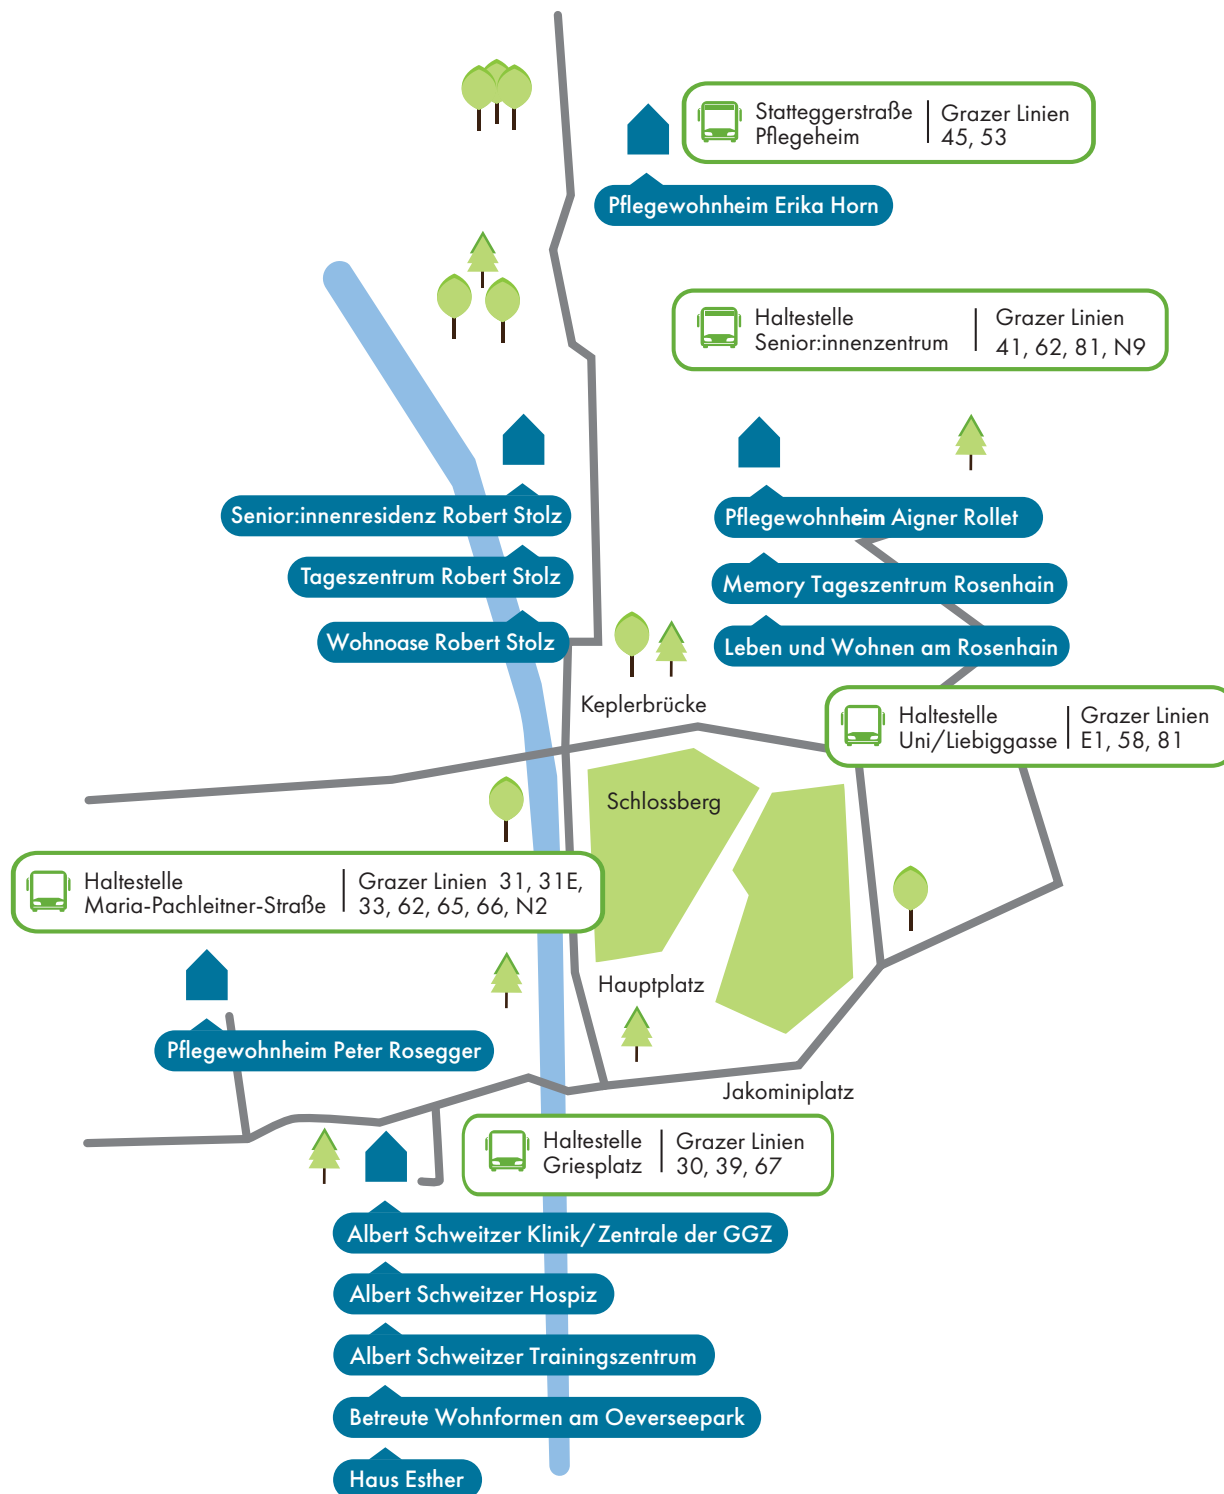 Statteggerstraße
Pflegeheim
Grazer Linien
45, 53
Pflegewohnheim Erika Horn
Haltestelle
Senior:innenzentrum
Grazer Linien
41, 62, 81, N9
Senior:innenresidenz Robert Stolz
Tageszentrum Robert Stolz
Wohnoase Robert Stolz
Pflegewohnheim Aigner Rollet
Memory Tageszentrum Rosenhain
Leben und Wohnen am Rosenhain
Keplerbrücke
Haltestelle
Uni/Liebiggasse
Grazer Linien
E1, 58, 81
Schlossberg
Haltestelle
Maria-Pachleitner-Straße
Grazer Linien 31, 31E,
33, 62, 65, 66, N2
Hauptplatz
Pflegewohnheim Peter Rosegger
Jakominiplatz
Haltestelle
Griesplatz
Grazer Linien
30, 39, 67
Albert Schweitzer Klinik/Zentrale der GGZ
Albert Schweitzer Hospiz
Albert Schweitzer Trainingszentrum
Betreute Wohnformen am Oeverseepark
Haus Esther